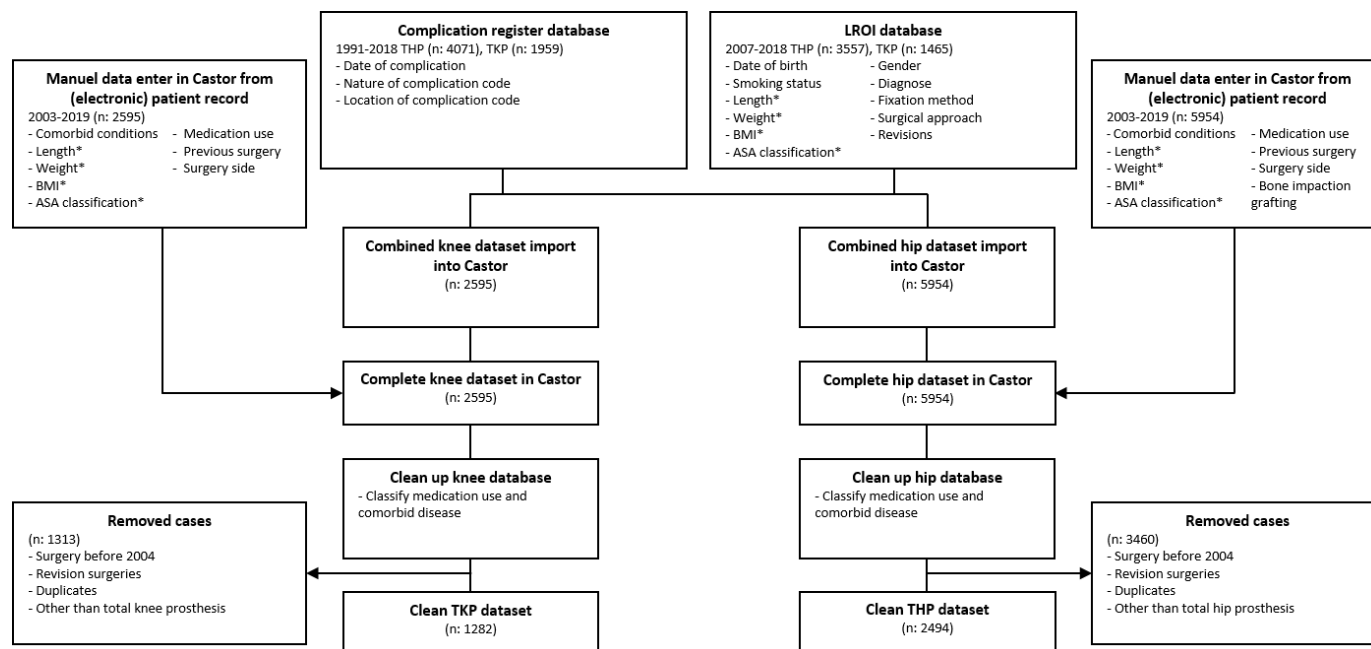 Complication register database
1991-2018 THP (n: 4071), TKP (n: 1959)
- Date of complication
- Nature of complication code
- Location of complication code
LROI database
2007-2018 THP (n: 3557), TKP (n: 1465)
- Date of birth
- Smoking status
- Length*
- Weight*
- BMI*
- ASA classification*
- Gender
- Diagnose
- Fixation method
- Surgical approach
- Revisions
Manuel data enter in Castor from
(electronic) patient record
2003-2019 (n: 2595)
- Comorbid conditions
- Length*
- Weight*
- BMI*
- ASA classification*
- Medication use
- Previous surgery
- Surgery side
Manuel data enter in Castor from
(electronic) patient record
2003-2019 (n: 5954)
- Comorbid conditions
- Length*
- Weight*
- BMI*
- ASA classification*
- Medication use
- Previous surgery
- Surgery side
- Bone impaction
grafting
Combined knee dataset import
into Castor
(n: 2595)
Combined hip dataset import
into Castor
(n: 5954)
Complete knee dataset in Castor
(n: 2595)
Complete hip dataset in Castor
(n: 5954)
Clean up knee database
- Classify medication use and
comorbid disease
Clean up hip database
- Classify medication use and
comorbid disease
Removed cases
(n: 1313)
- Surgery before 2004
- Revision surgeries
- Duplicates
- Other than total knee prosthesis
Removed cases
(n: 3460)
- Surgery before 2004
- Revision surgeries
- Duplicates
- Other than total hip prosthesis
Clean TKP dataset
(n: 1282)
Clean THP dataset
(n: 2494)